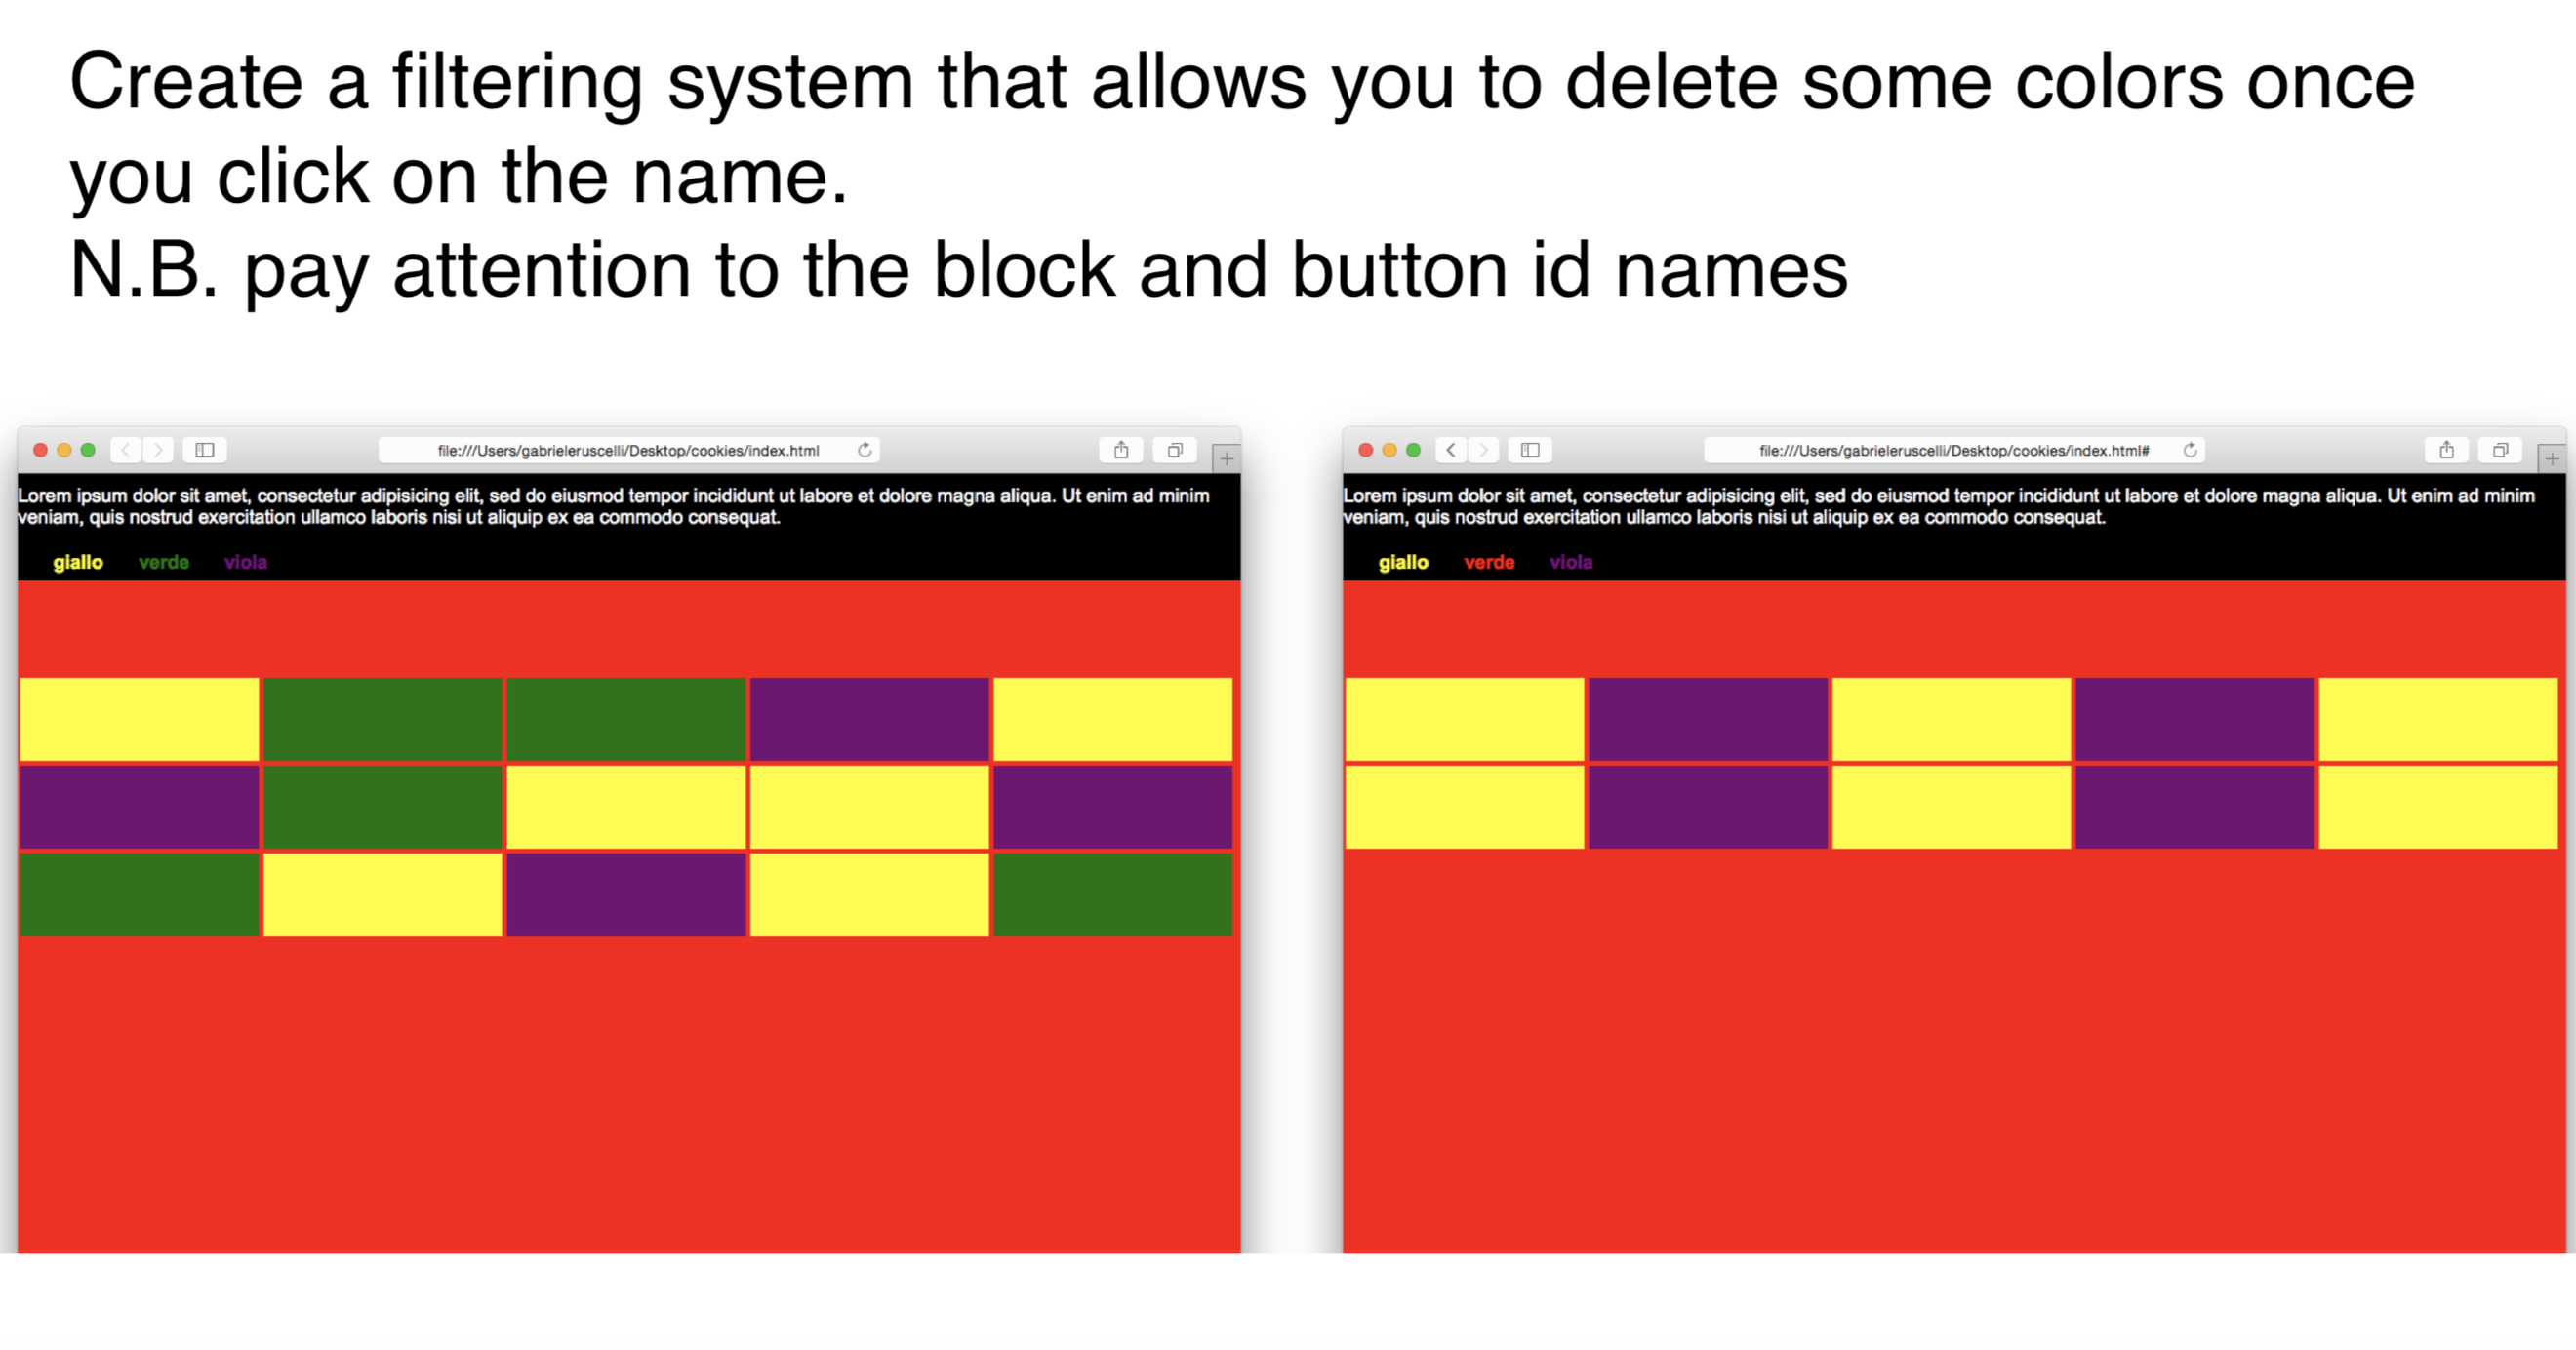 Create a filtering system that allows you to delete some colors once
you click on the name.
N.B. pay attention to the block and button id names
file:///Users/gabrieleruscelli/Desktop/cookies/index.html
Lorem ipsum dolor sit amet, consectetur adipisicing elit, sed do eiusmod tempor incididunt ut labore et dolore magna aliqua. Ut enim ad minim
veniam, quis nostrud exercitation ullamco laboris nisi ut aliquip ex ea commodo consequat.
giallo verde viola
file:///Users/gabrieleruscelli/Desktop/cookies/index.html#
Lorem ipsum dolor sit amet, consectetur adipisicing elit, sed do eiusmod tempor incididunt ut labore et dolore magna aliqua. Ut enim ad minim
veniam, quis nostrud exercitation ullamco laboris nisi ut aliquip ex ea commodo consequat.
giallo verde viola